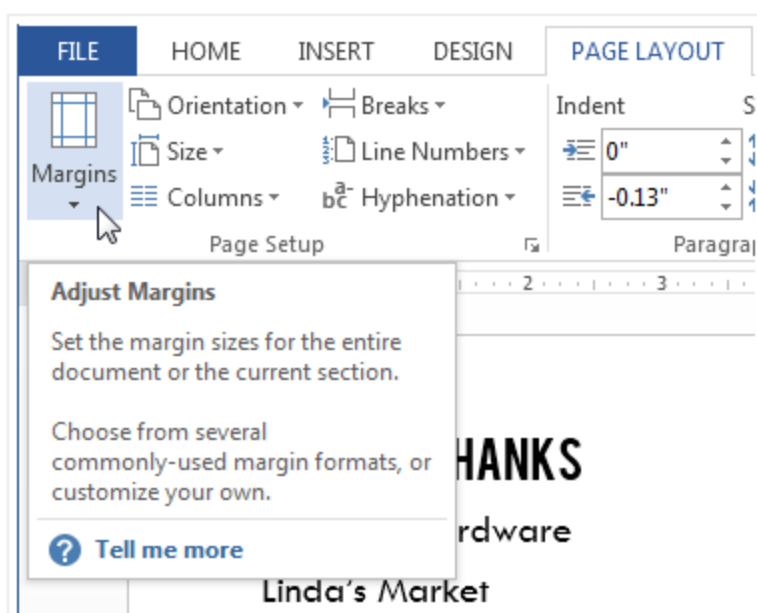 FILE HOME INSERT DESIGN PAGE LAYOUT
Orientation Breaks Indent S
Margins Size Line Numbers 0"
Columns Hyphenation -0.13"
Page Setup Paragra
Adjust Margins
2 3
Set the margin sizes for the entire
document or the current section.
Choose from several
commonly-used margin formats, or
customize your own.
Tell me more
HANKS
rdware
Linda's Market